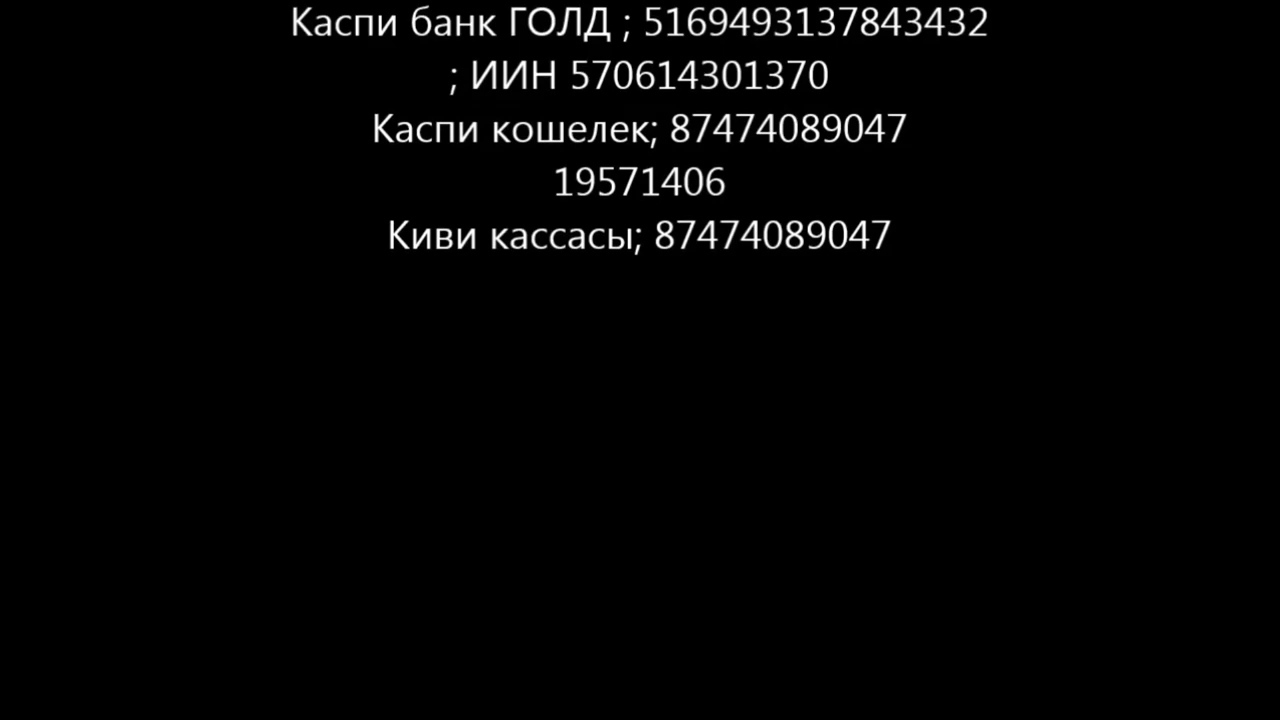 Каспи банк ГОЛД ; 5169493137843432
; ИИН 570614301370
Каспи кошелек; 87474089047
19571406
Киви кассасы; 87474089047